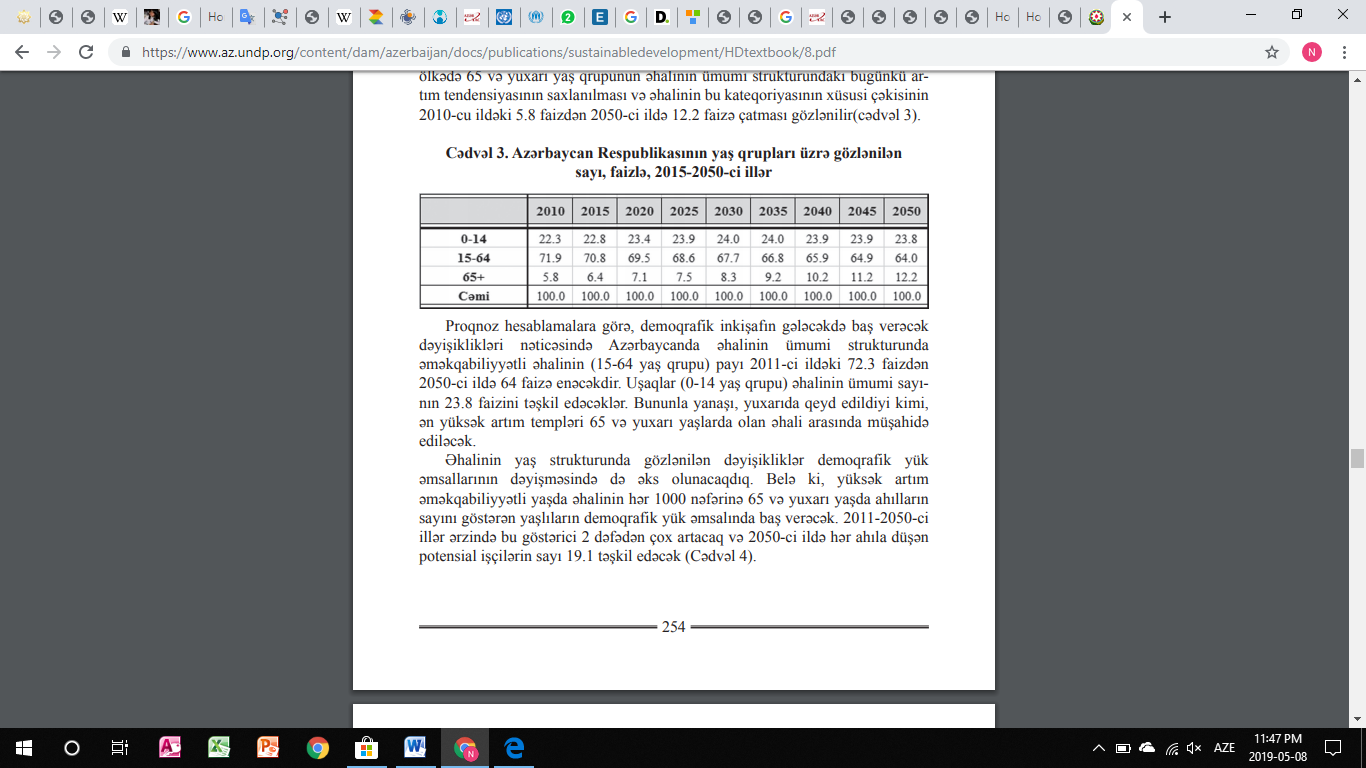 Ho
Ho
Ho
https://www.az.undp.org/content/dam/azerbaijan/docs/publications/sustainabledevelopment/HDtextbook/8.pdf
N
ölkədə 65 və yuxarı yaş qrupunun əhalinin ümumi strukturundakı bugünkü ar-
tım tendensiyasının saxlanılması və əhalinin bu kateqoriyasının xüsusi çəkisinin
2010-cu ildəki 5.8 faizdən 2050-ci ildə 12.2 faizə çatması gözlənilir(cədvəl 3).
Cədvəl 3. Azərbaycan Respublikasının yaş qrupları üzrə gözlənilən
sayı, faizlə, 2015-2050-ci illər
2010 2015 2020 2025 2030 2035 2040 2045 2050
0-14 22.3 22.8 23.4 23.9 24.0 24.0 23.9 23.9 23.8
15-64 71.9 70.8 69.5 68.6 67.7 66.8 65.9 64.9 64.0
65+ 5.8 6.4 7.1 7.5 8.3 9.2 10.2 11.2 12.2
Cəmi 100.0 100.0 100.0 100.0 100.0 100.0 100.0 100.0 100.0
Proqnoz hesablamalara görə, demoqrafik inkişafın gələcəkdə baş verəcək
dəyişiklikləri nəticəsində Azərbaycanda əhalinin ümumi strukturunda
əməkqabiliyyətli əhalinin (15-64 yaş qrupu) payı 2011-ci ildəki 72.3 faizdən
2050-ci ildə 64 faizə enəcəkdir. Uşaqlar (0-14 yaş qrupu) əhalinin ümumi sayı-
nın 23.8 faizini təşkil edəcəklər. Bununla yanaşı, yuxarıda qeyd edildiyi kimi,
ən yüksək artım templəri 65 və yuxarı yaşlarda olan əhali arasında müşahidə
ediləcək.
Əhalinin yaş strukturunda gözlənilən dəyişikliklər demoqrafik yük
əmsallarının dəyişməsində də əks olunacaqdıq. Belə ki, yüksək artım
əməkqabiliyyətli yaşda əhalinin hər 1000 nəfərinə 65 və yuxarı yaşda ahılların
sayını göstərən yaşlıların demoqrafik yük əmsalında baş verəcək. 2011-2050-ci
illər ərzində bu göstərici 2 dəfədən çox artacaq və 2050-ci ildə hər ahıla düşən
potensial işçilərin sayı 19.1 təşkil edəcək (Cədvəl 4).
254
AZE
11:47 PM
2019-05-08